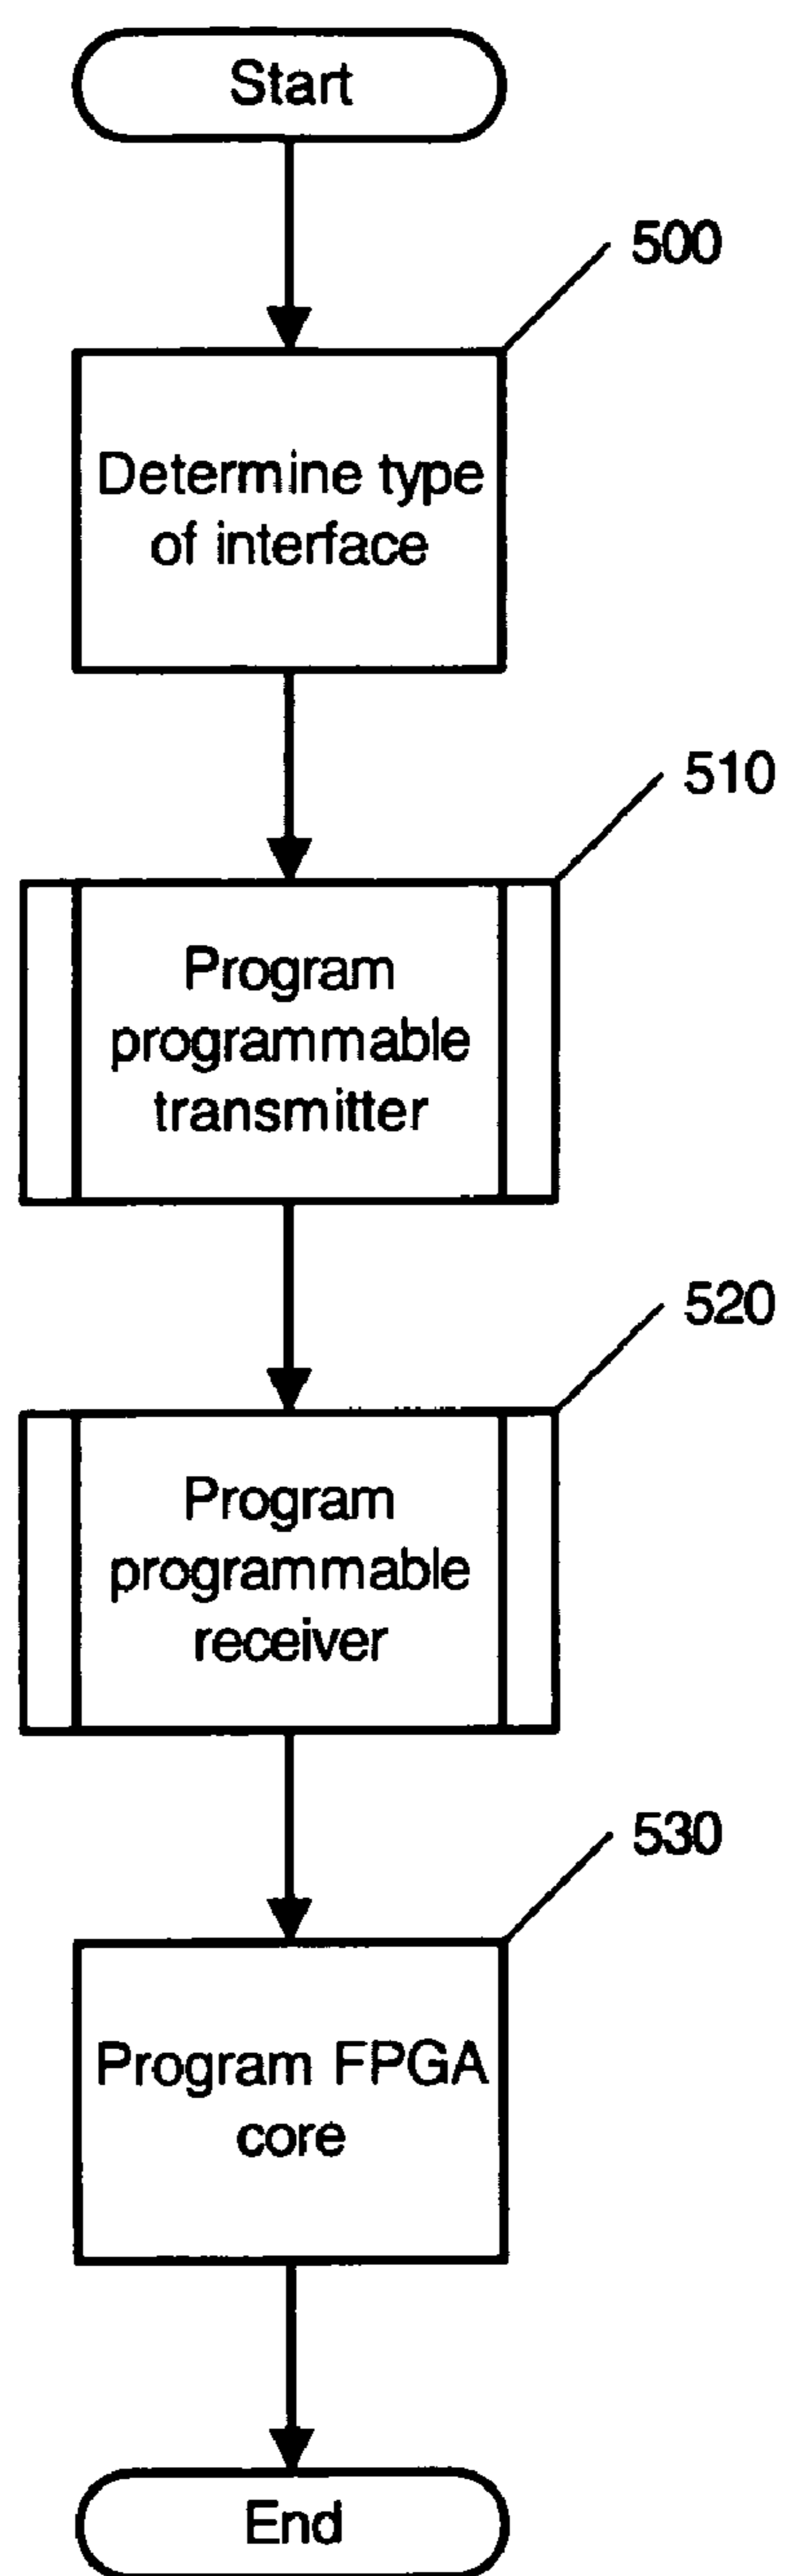 Start
500
Determine type
of interface
510
Program
programmable
transmitter
520
Program
programmable
receiver
530
Program FPGA
core
End